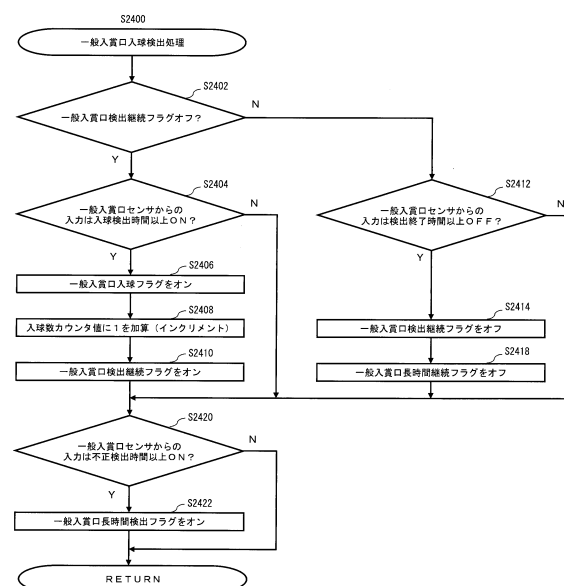 S2400
一般入賞口入球検出処理
S2402
一般入賞口検出継続フラグオフ？
N
Y
S2404
一般入賞口センサからの
入力は入球検出時間以上ON？
N
Y
S2406
一般入賞口入球フラグをオン
S2408
入球数カウンタ値に１を加算（インクリメント）
S2410
一般入賞口検出継続フラグをオン
S2412
一般入賞口センサからの
入力は検出終了時間以上OFF？
N
Y
S2414
一般入賞口検出継続フラグをオフ
S2418
一般入賞口長時間継続フラグをオフ
S2420
一般入賞口センサからの
入力は不正検出時間以上ON？
N
Y
S2422
一般入賞口長時間検出フラグをオン
RETURN